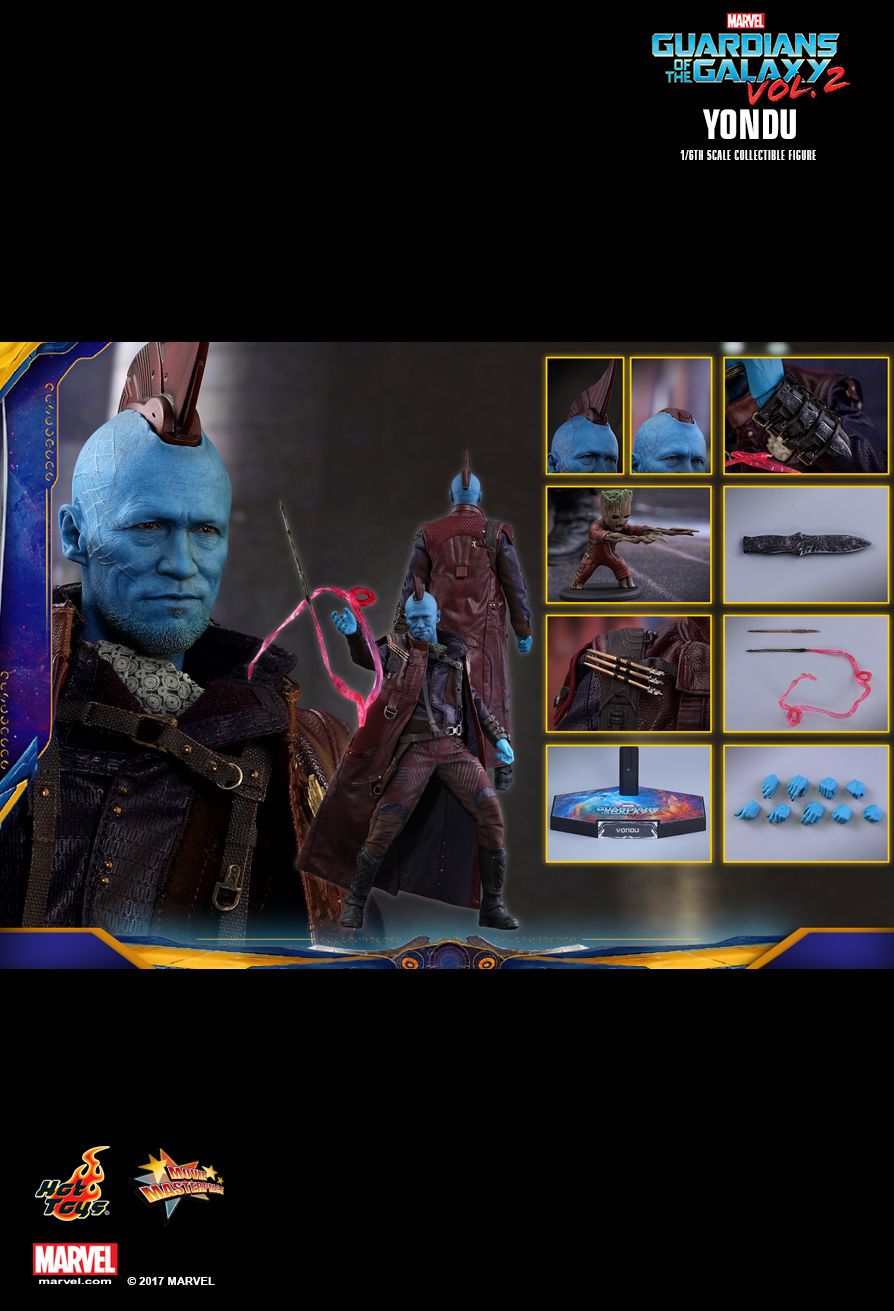 MARVEL
GUARDIANS
OF THE GALAXY
VOL. 2
YONDU
1/6TH SCALE COLLECTIBLE FIGURE
GUARDIANS
YONDU
Hot Toys
MOVIE
MASTERPIECE
MARVEL
marvel.com © 2017 MARVEL